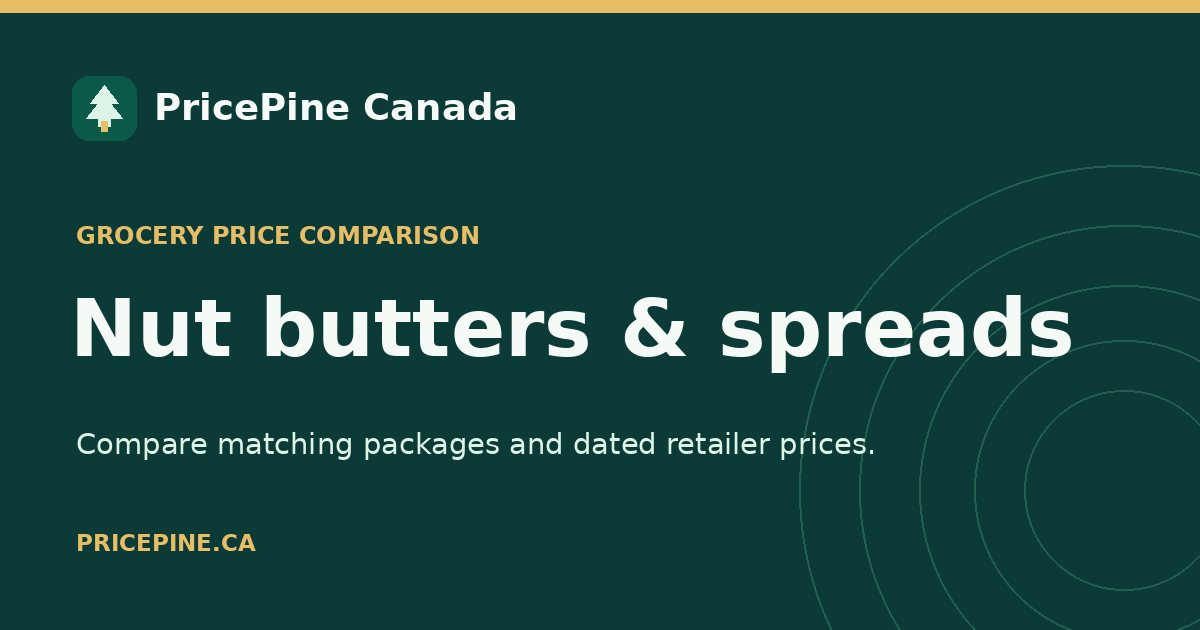 PricePine Canada
GROCERY PRICE COMPARISON
Nut butters & spreads
Compare matching packages and dated retailer prices.
PRICEPINE.CA